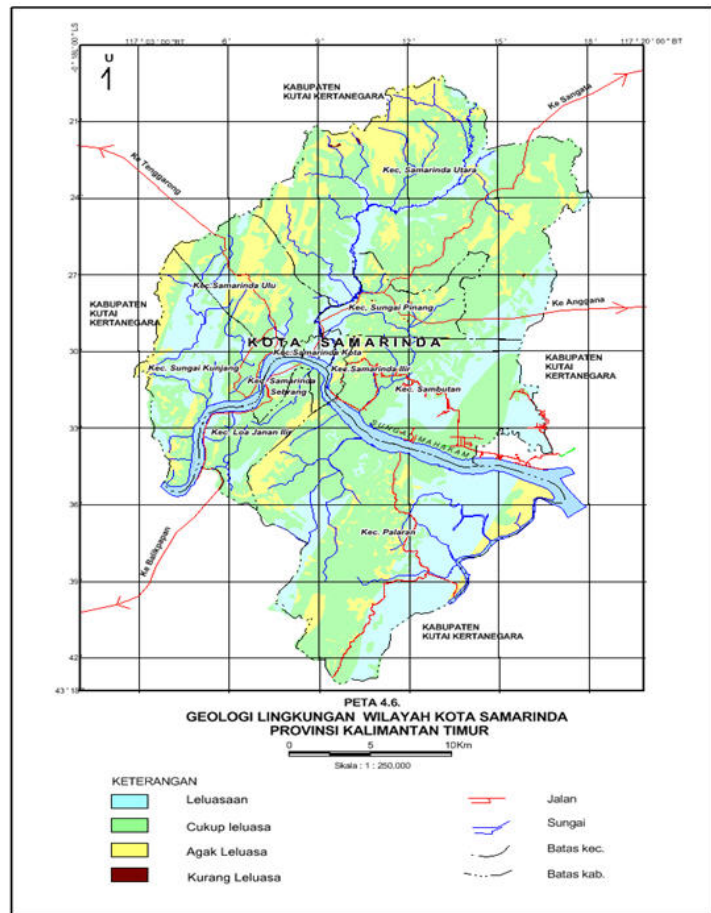 0 ° 18' 00 " LS
117 ° 03 ' 00 "BT
6 '
9 '
12'
15'
117 ° 20' 00" BT
U
KABUPATEN
KUTAI KERTANEGARA
Ke Sangata
21
Ke Tenggarong
Kec. Samarinda Utara
24
27
Kec.Samarinda Ulu
KABUPATEN
KUTAI
KERTANEGARA
Kec. Sungai Pinang
Ke Anggana
KOTA SAMARINDA
30
Kec.Samarinda Kota
KABUPATEN
KUTAI
KERTANEGARA
Kec. Sungai Kunjang
Kec.Samarinda Ilir
Kec. Samarinda
Sebrang
Kec. Sambutan
33
Kec. Loa Janan Ilir
SUNGAI MAHAKAM
36
Kec. Palaran
Ke Balikpapan
39
KABUPATEN
KUTAI KERTANEGARA
42
PETA 4.6.
GEOLOGI LINGKUNGAN WILAYAH KOTA SAMARINDA
PROVINSI KALIMANTAN TIMUR
0 5 10Km
Skala : 1 : 250,000
KETERANGAN
Leluasaan
Jalan
Cukup leluasa
Sungai
Agak Leluasa
Batas kec.
Kurang Leluasa
Batas kab.